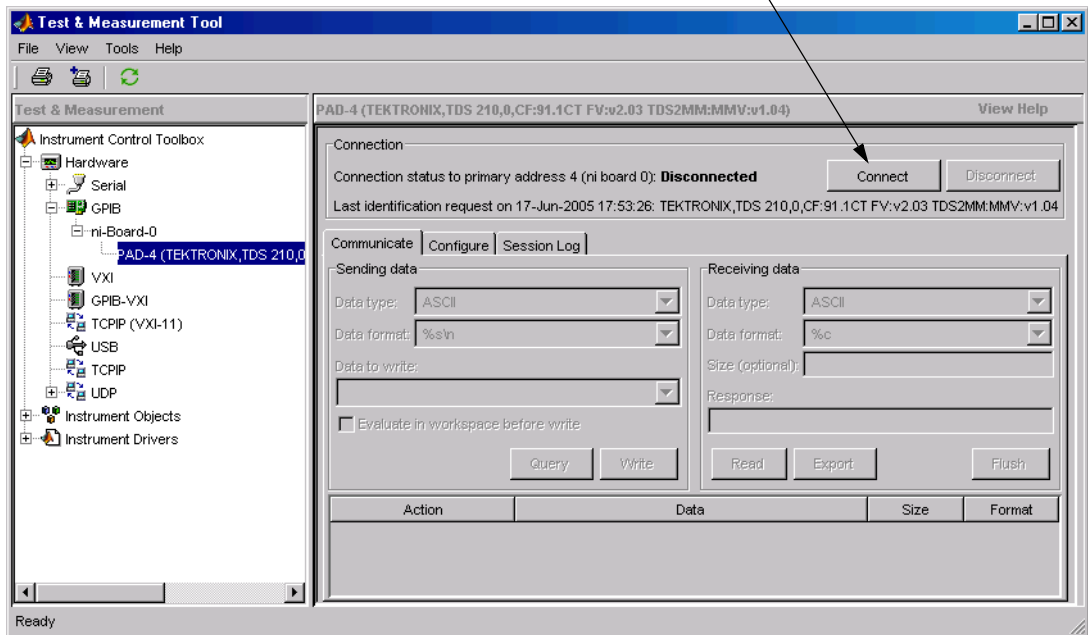 Test & Measurement Tool
File View Tools Help
Test & Measurement
Instrument Control Toolbox
Hardware
Serial
GPIB
ni-Board-0
PAD-4 (TEKTRONIX,TDS 210,0
VXI
GPIB-VXI
TCPIP (VXI-11)
USB
TCPIP
UDP
Instrument Objects
Instrument Drivers
PAD-4 (TEKTRONIX,TDS 210,0,CF:91.1CT FV:v2.03 TDS2MM:MMV:v1.04)
View Help
Connection
Connection status to primary address 4 (ni board 0): Disconnected
Connect
Disconnect
Last identification request on 17-Jun-2005 17:53:26: TEKTRONIX,TDS 210,0,CF:91.1CT FV:v2.03 TDS2MM:MMV:v1.04
Communicate Configure Session Log
Sending data
Data type: ASCII
Data format: %s\n
Data to write:
Evaluate in workspace before write
Query Write
Receiving data
Data type: ASCII
Data format: %c
Size (optional):
Response:
Read Export Flush
Action Data Size Format
Ready